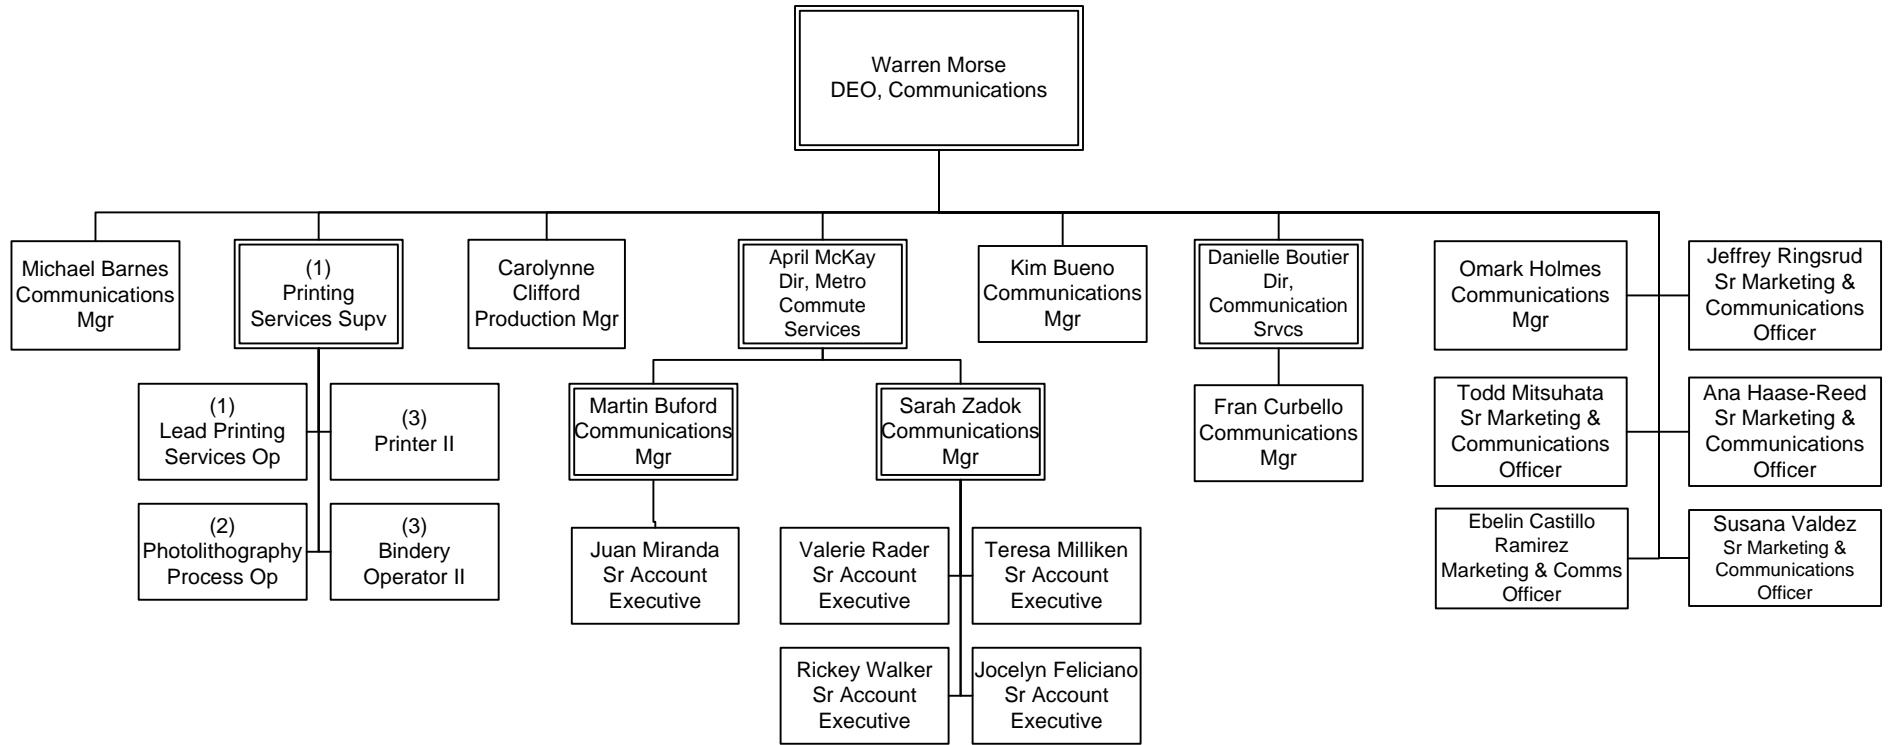 Warren Morse
DEO, Communications
Michael Barnes
Communications
Mgr
(1)
Printing
Services Supv
Carolynne
Clifford
Production Mgr
April McKay
Dir, Metro
Commute
Services
Kim Bueno
Communications
Mgr
Danielle Boutier
Dir,
Communication
Srvcs
Omark Holmes
Communications
Mgr
Jeffrey Ringsrud
Sr Marketing &
Communications
Officer
(1)
Lead Printing
Services Op
(3)
Printer II
Martin Buford
Communications
Mgr
Sarah Zadok
Communications
Mgr
Fran Curbello
Communications
Mgr
Todd Mitsuhata
Sr Marketing &
Communications
Officer
Ana Haase-Reed
Sr Marketing &
Communications
Officer
(2)
Photolithography
Process Op
(3)
Bindery
Operator II
Juan Miranda
Sr Account
Executive
Valerie Rader
Sr Account
Executive
Teresa Milliken
Sr Account
Executive
Ebelin Castillo
Ramirez
Marketing & Comms
Officer
Susana Valdez
Sr Marketing &
Communications
Officer
Rickey Walker
Sr Account
Executive
Jocelyn Feliciano
Sr Account
Executive